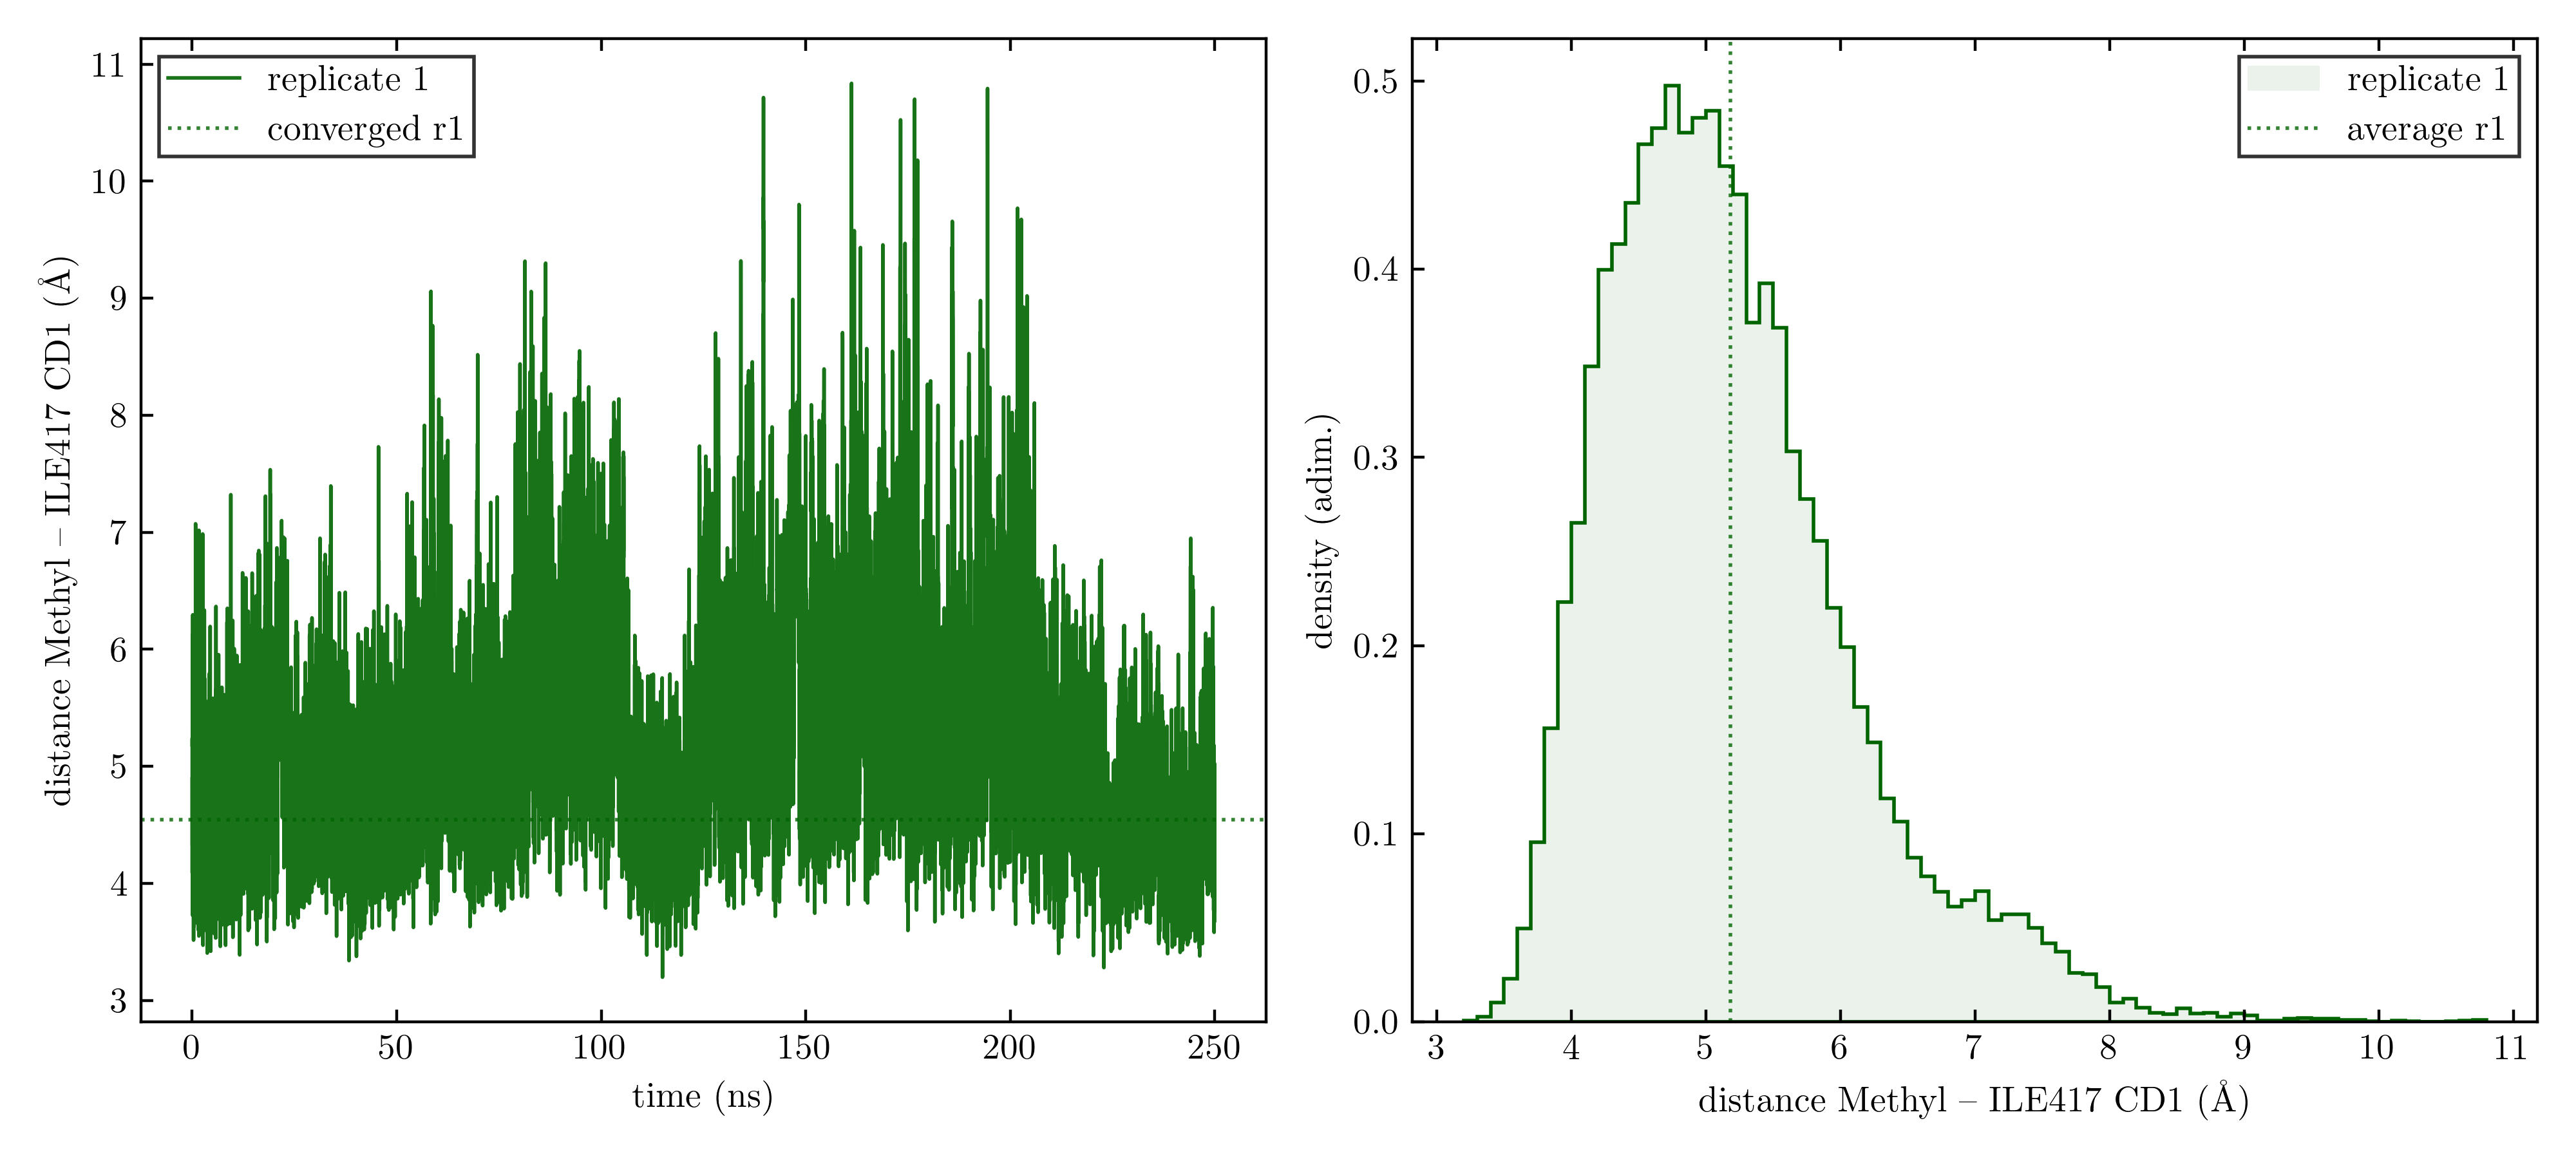 replicate 1
converged r1
distance Methyl – ILE417 CD1 (Å)
11
10
9
8
7
6
5
4
3
0 50 100 150 200 250
time (ns)
replicate 1
average r1
density (adim.)
0.5
0.4
0.3
0.2
0.1
0.0
3 4 5 6 7 8 9 10 11
distance Methyl – ILE417 CD1 (Å)